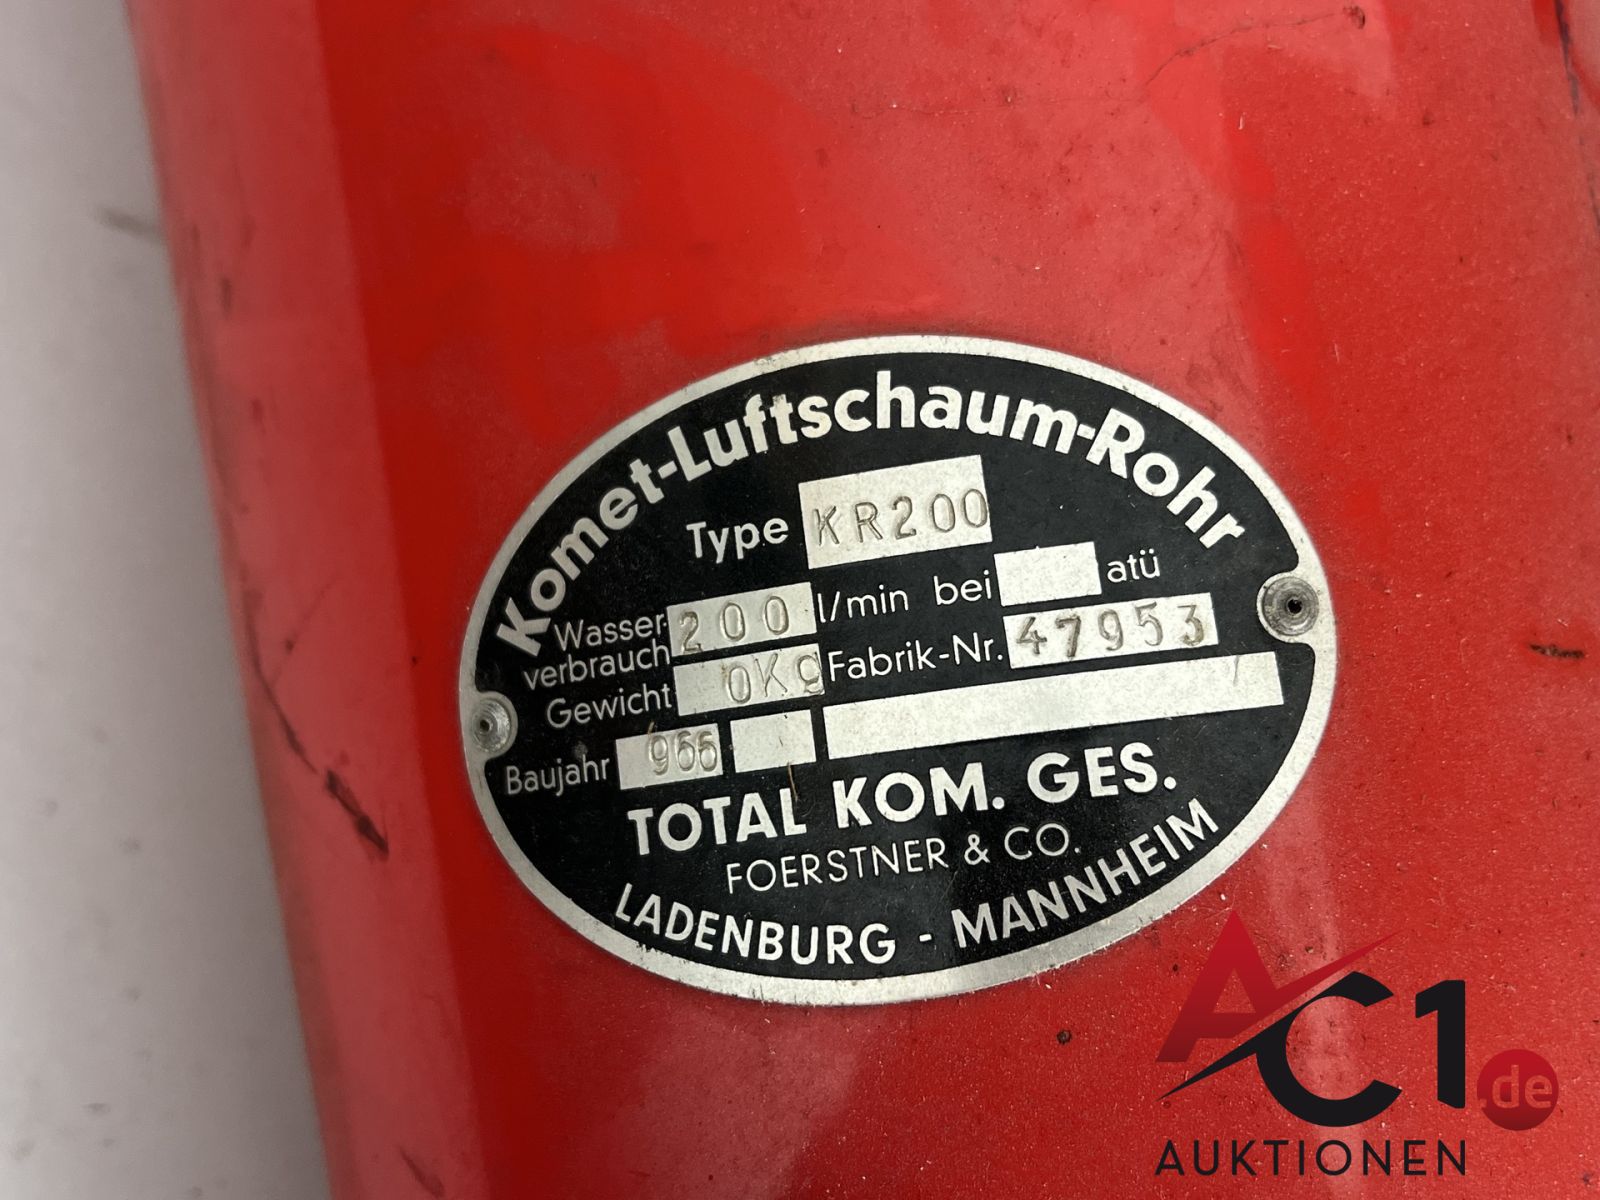 Komet-Luftschaum-Rohr
Type KR200
Wasser-verbrauch 200 l/min bei atü
Gewicht 0Kg Fabrik-Nr. 47953
Baujahr 966
TOTAL KOM. GES.
FOERSTNER & CO.
LADENBURG - MANNHEIM
AC1.de
AUKTIONEN